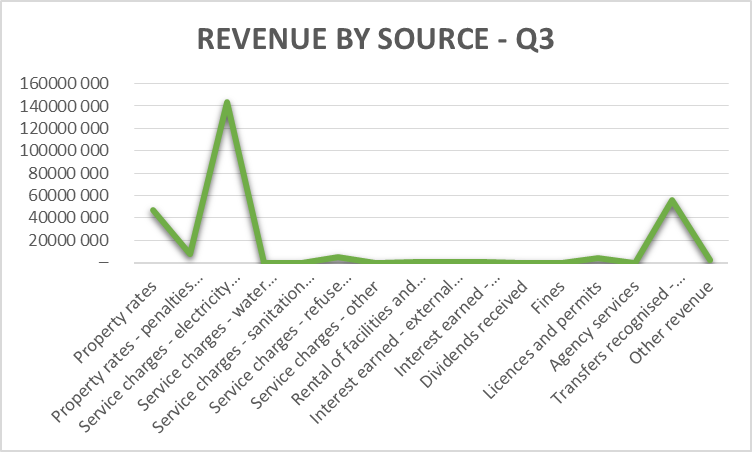 REVENUE BY SOURCE - Q3
160000 000
140000 000
120000 000
100000 000
80000 000
60000 000
40000 000
20000 000
–
Property rates
Property rates - penalties...
Service charges - electricity...
Service charges - water...
Service charges - sanitation...
Service charges - refuse...
Service charges - other
Rental of facilities and...
Interest earned - external...
Interest earned -...
Dividends received
Fines
Licences and permits
Agency services
Transfers recognised -...
Other revenue